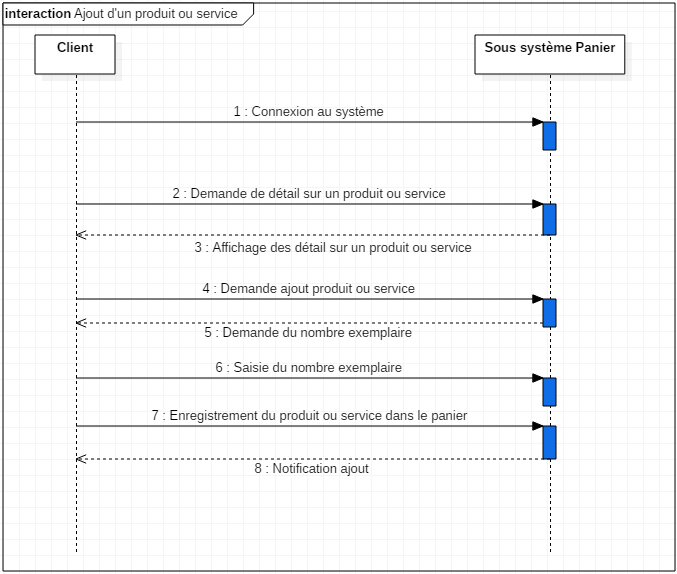 interaction Ajout d'un produit ou service
Client
Sous système Panier
1 : Connexion au système
2 : Demande de détail sur un produit ou service
3 : Affichage des détail sur un produit ou service
4 : Demande ajout produit ou service
5 : Demande du nombre exemplaire
6 : Saisie du nombre exemplaire
7 : Enregistrement du produit ou service dans le panier
8 : Notification ajout